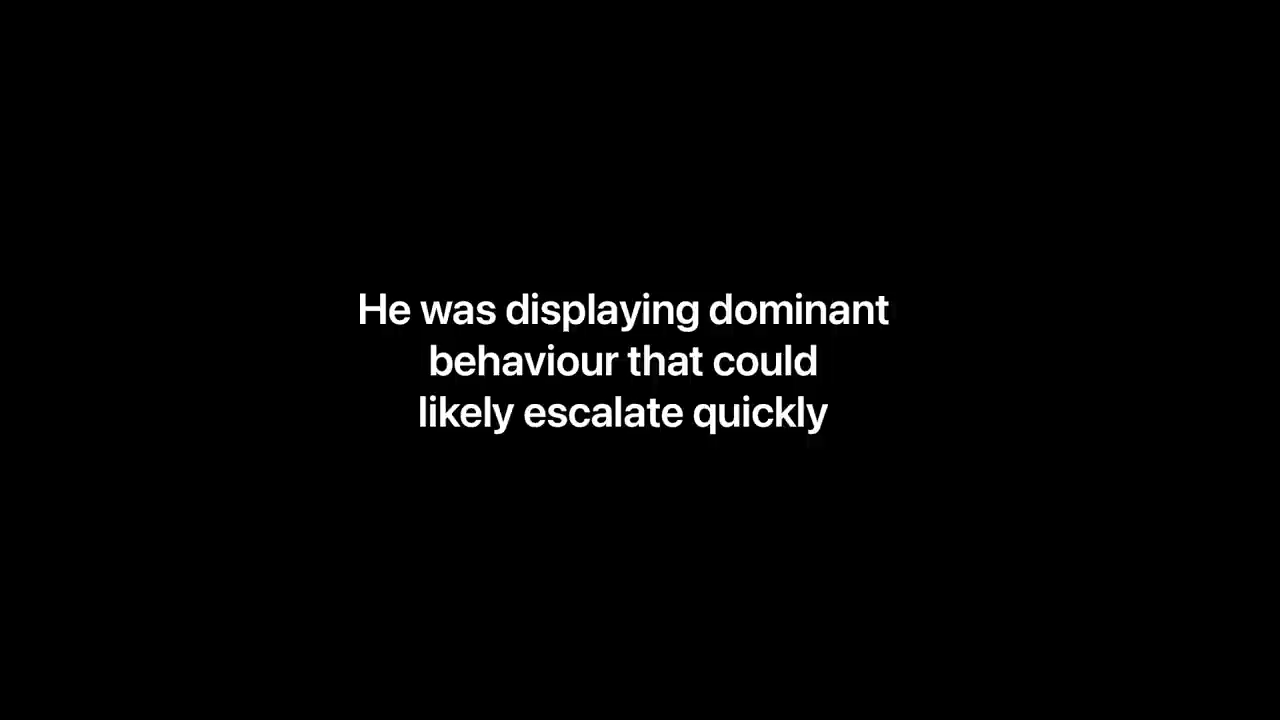 He was displaying dominant
behaviour that could
likely escalate quickly